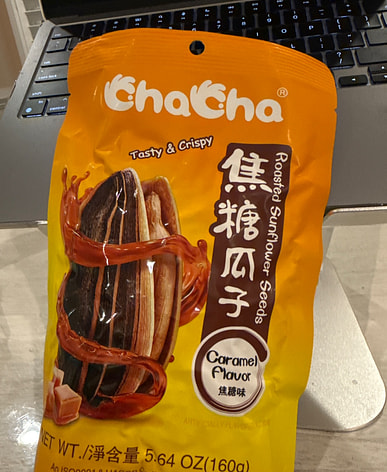 ChaCha®
Tasty & Crispy
焦糖瓜子
Roasted Sunflower Seeds
Caramel
Flavor
焦糖味
NET WT./淨含量 5.64 OZ(160g)